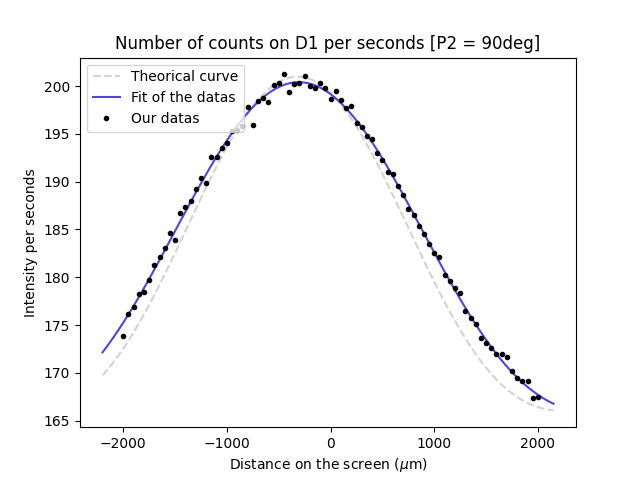 Number of counts on D1 per seconds [P2 = 90deg]
Theorical curve
Fit of the datas
Our datas
Intensity per seconds
200
195
190
185
180
175
170
165
−2000
−1000
0
1000
2000
Distance on the screen (μm)